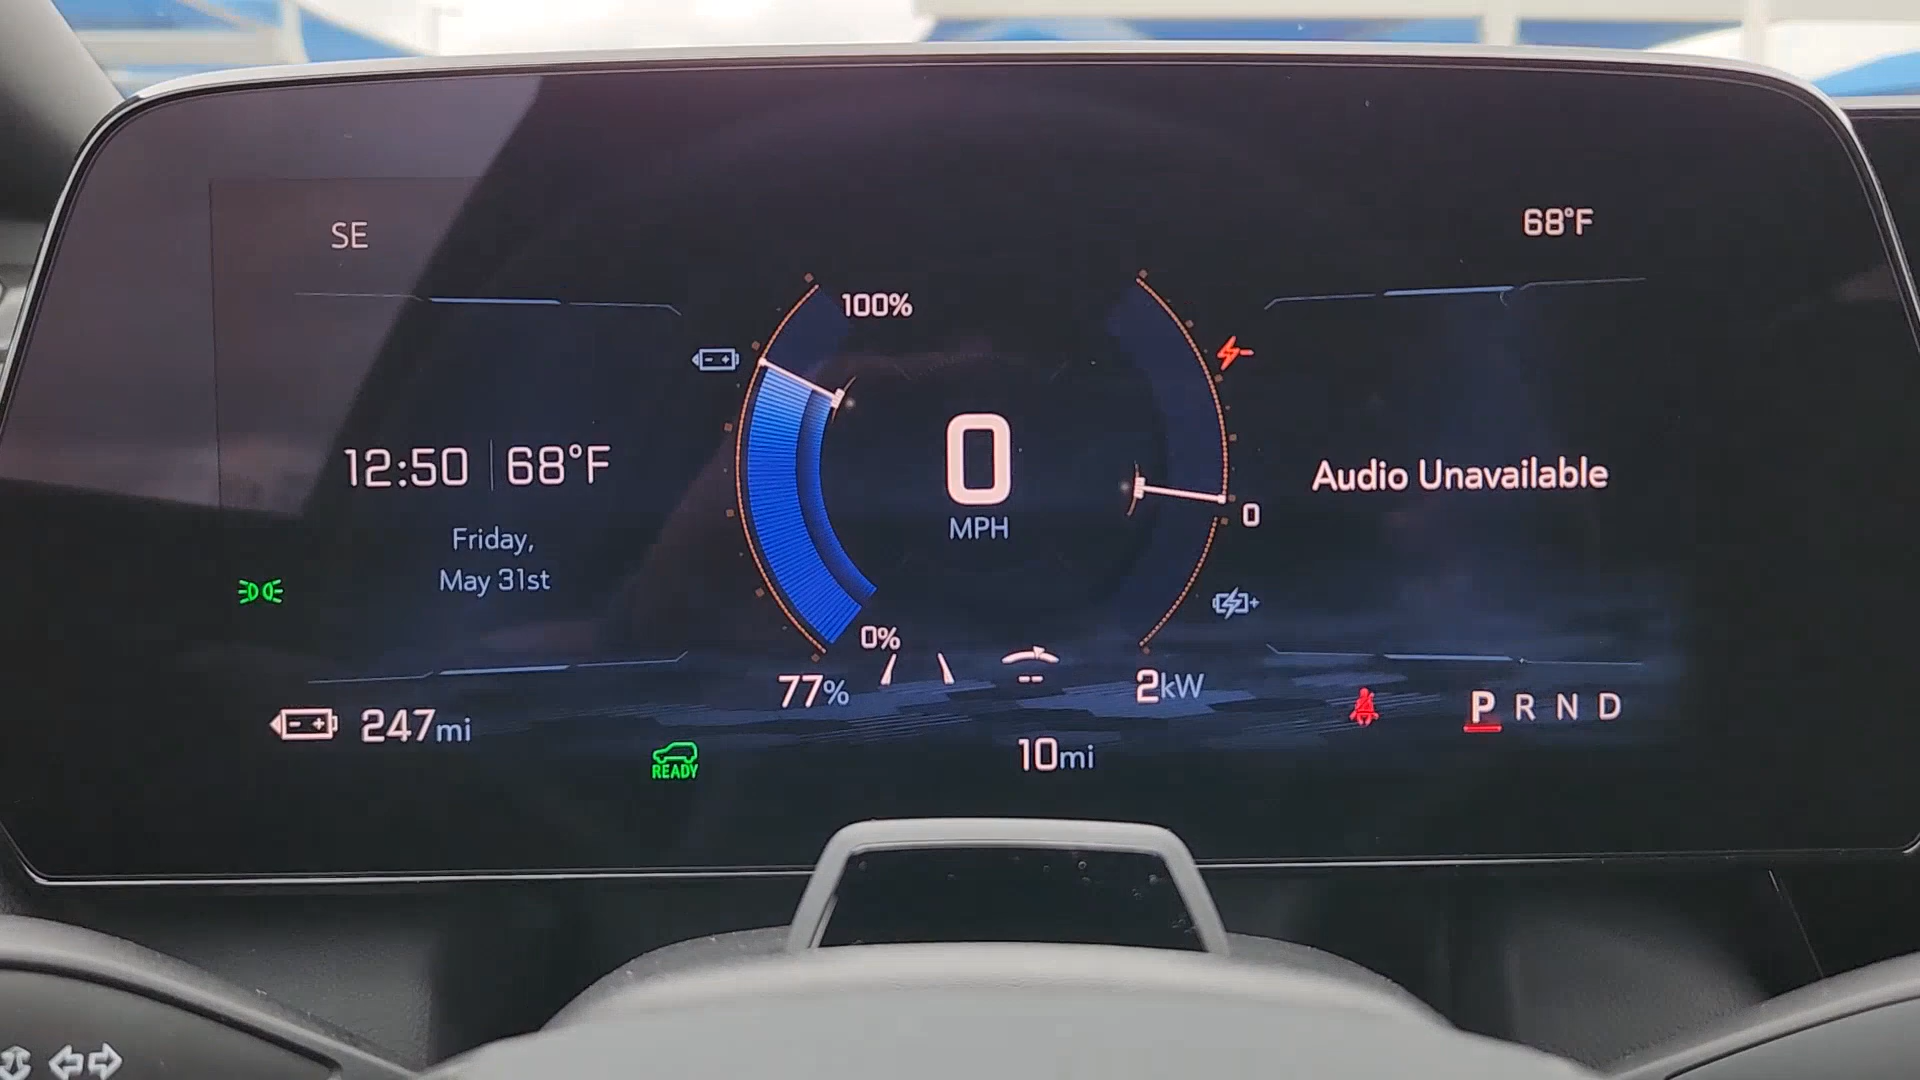 SE
68°F
100%
12:50 68°F
0
MPH
Audio Unavailable
0
Friday,
May 31st
0%
77%
--
2kW
247mi
READY
10mi
P R N D